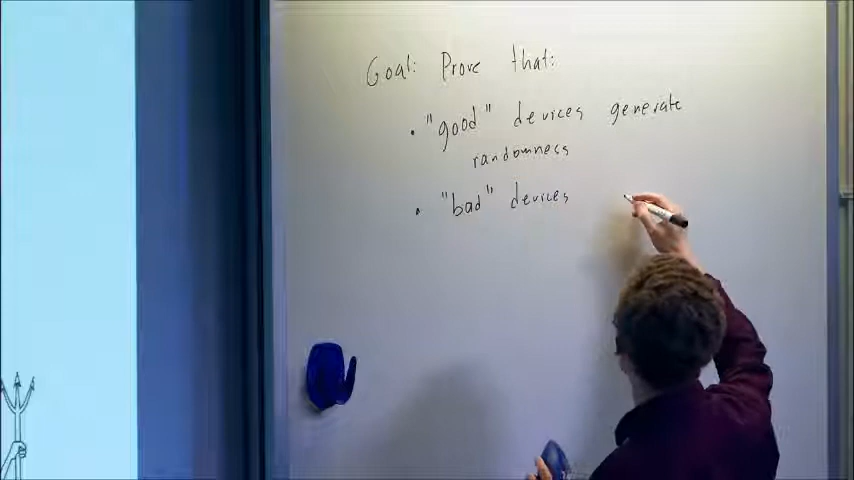 Goal: Prove that:
• "good" devices generate
randomness
• "bad" devices